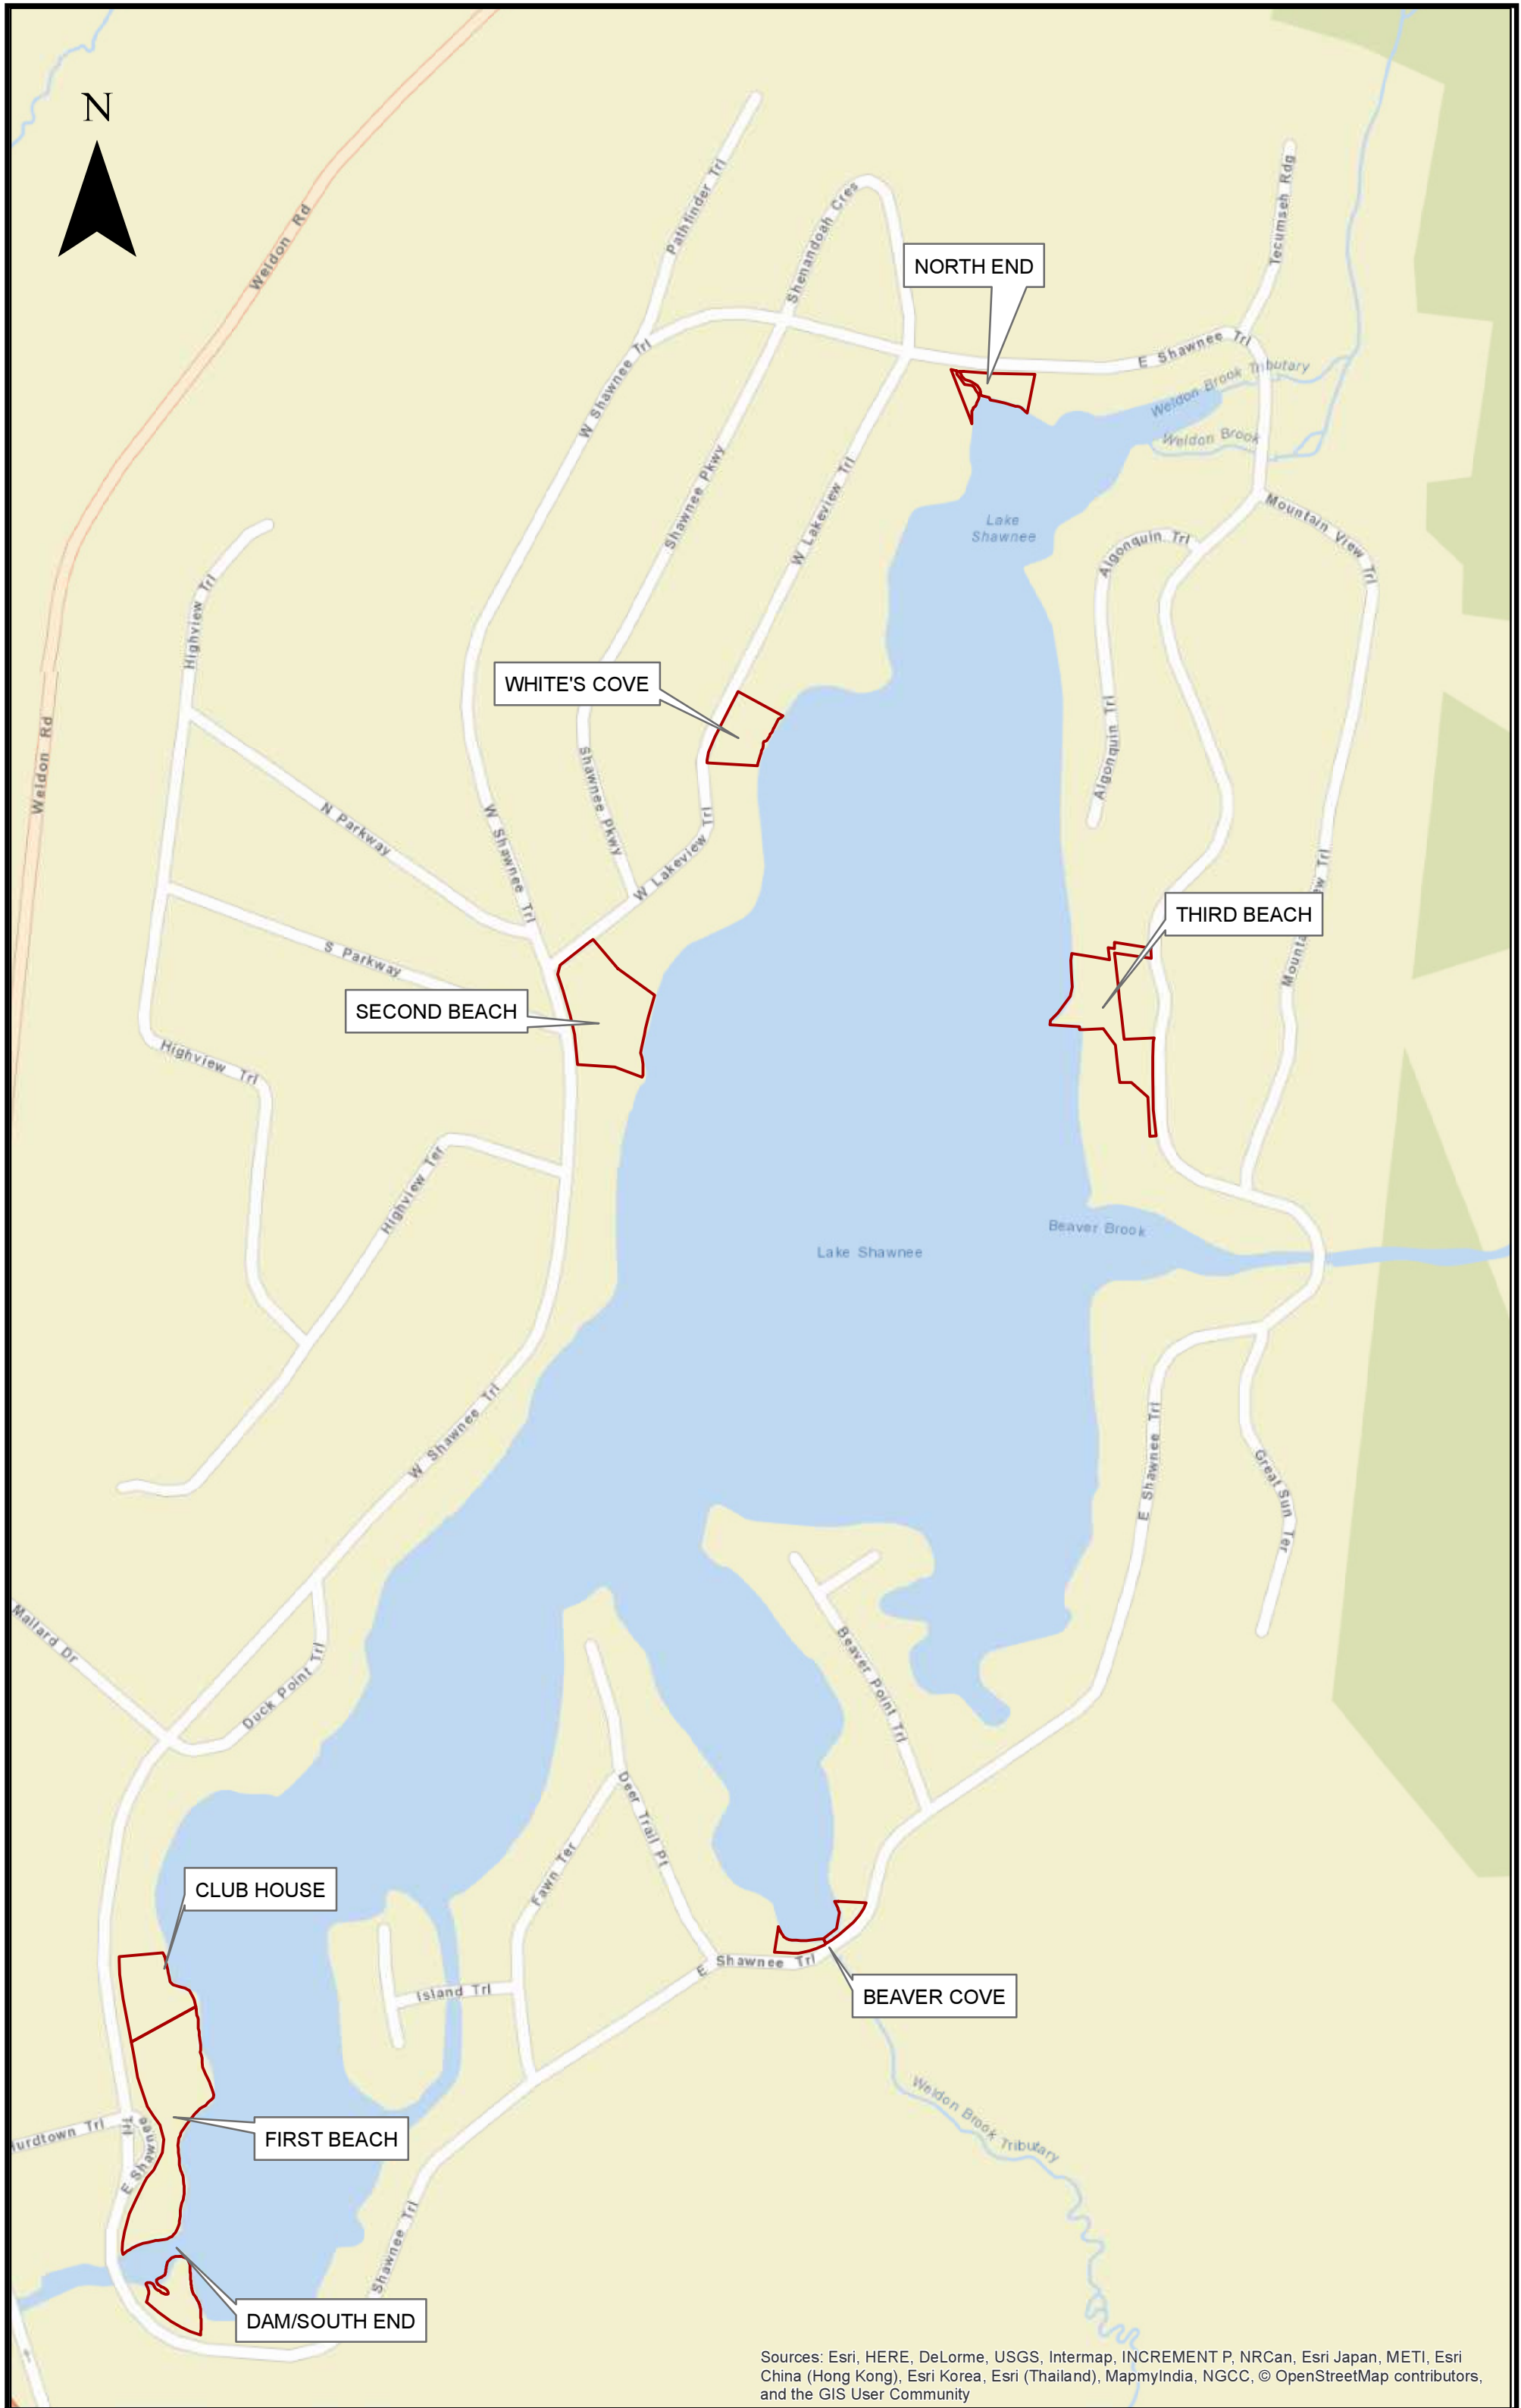 N
Weldon Rd
Pathfinder Trl
Shenandoah Cres
Tecumseh Rdg
NORTH END
E Shawnee Trl
Weldon Brook Tributary
Weldon Brook
W Shawnee Trl
Shawnee Pkwy
W Lakeview Trl
Lake
Shawnee
Mountain View Trl
Algonquin Trl
Highview Trl
WHITE'S COVE
Weldon Rd
Algonquin Trl
Shawnee Pkwy
N Parkway
W Shawnee Trl
W Lakeview Trl
THIRD BEACH
S Parkway
SECOND BEACH
Highview Trl
Highview Ter
Beaver Brook
Lake Shawnee
W Shawnee Trl
E Shawnee Trl
Great Sun Ter
Mallard Dr
Duck Point Trl
Beaver Point Trl
Deer Trail Pt
Fawn Ter
CLUB HOUSE
E Shawnee Trl
Island Trl
BEAVER COVE
Weldon Brook Tributary
E Shawnee Trl
FIRST BEACH
Shawnee Trl
DAM/SOUTH END
Sources: Esri, HERE, DeLorme, USGS, Intermap, INCREMENT P, NRCan, Esri Japan, METI, Esri
China (Hong Kong), Esri Korea, Esri (Thailand), MapmyIndia, NGCC, © OpenStreetMap contributors,
and the GIS User Community